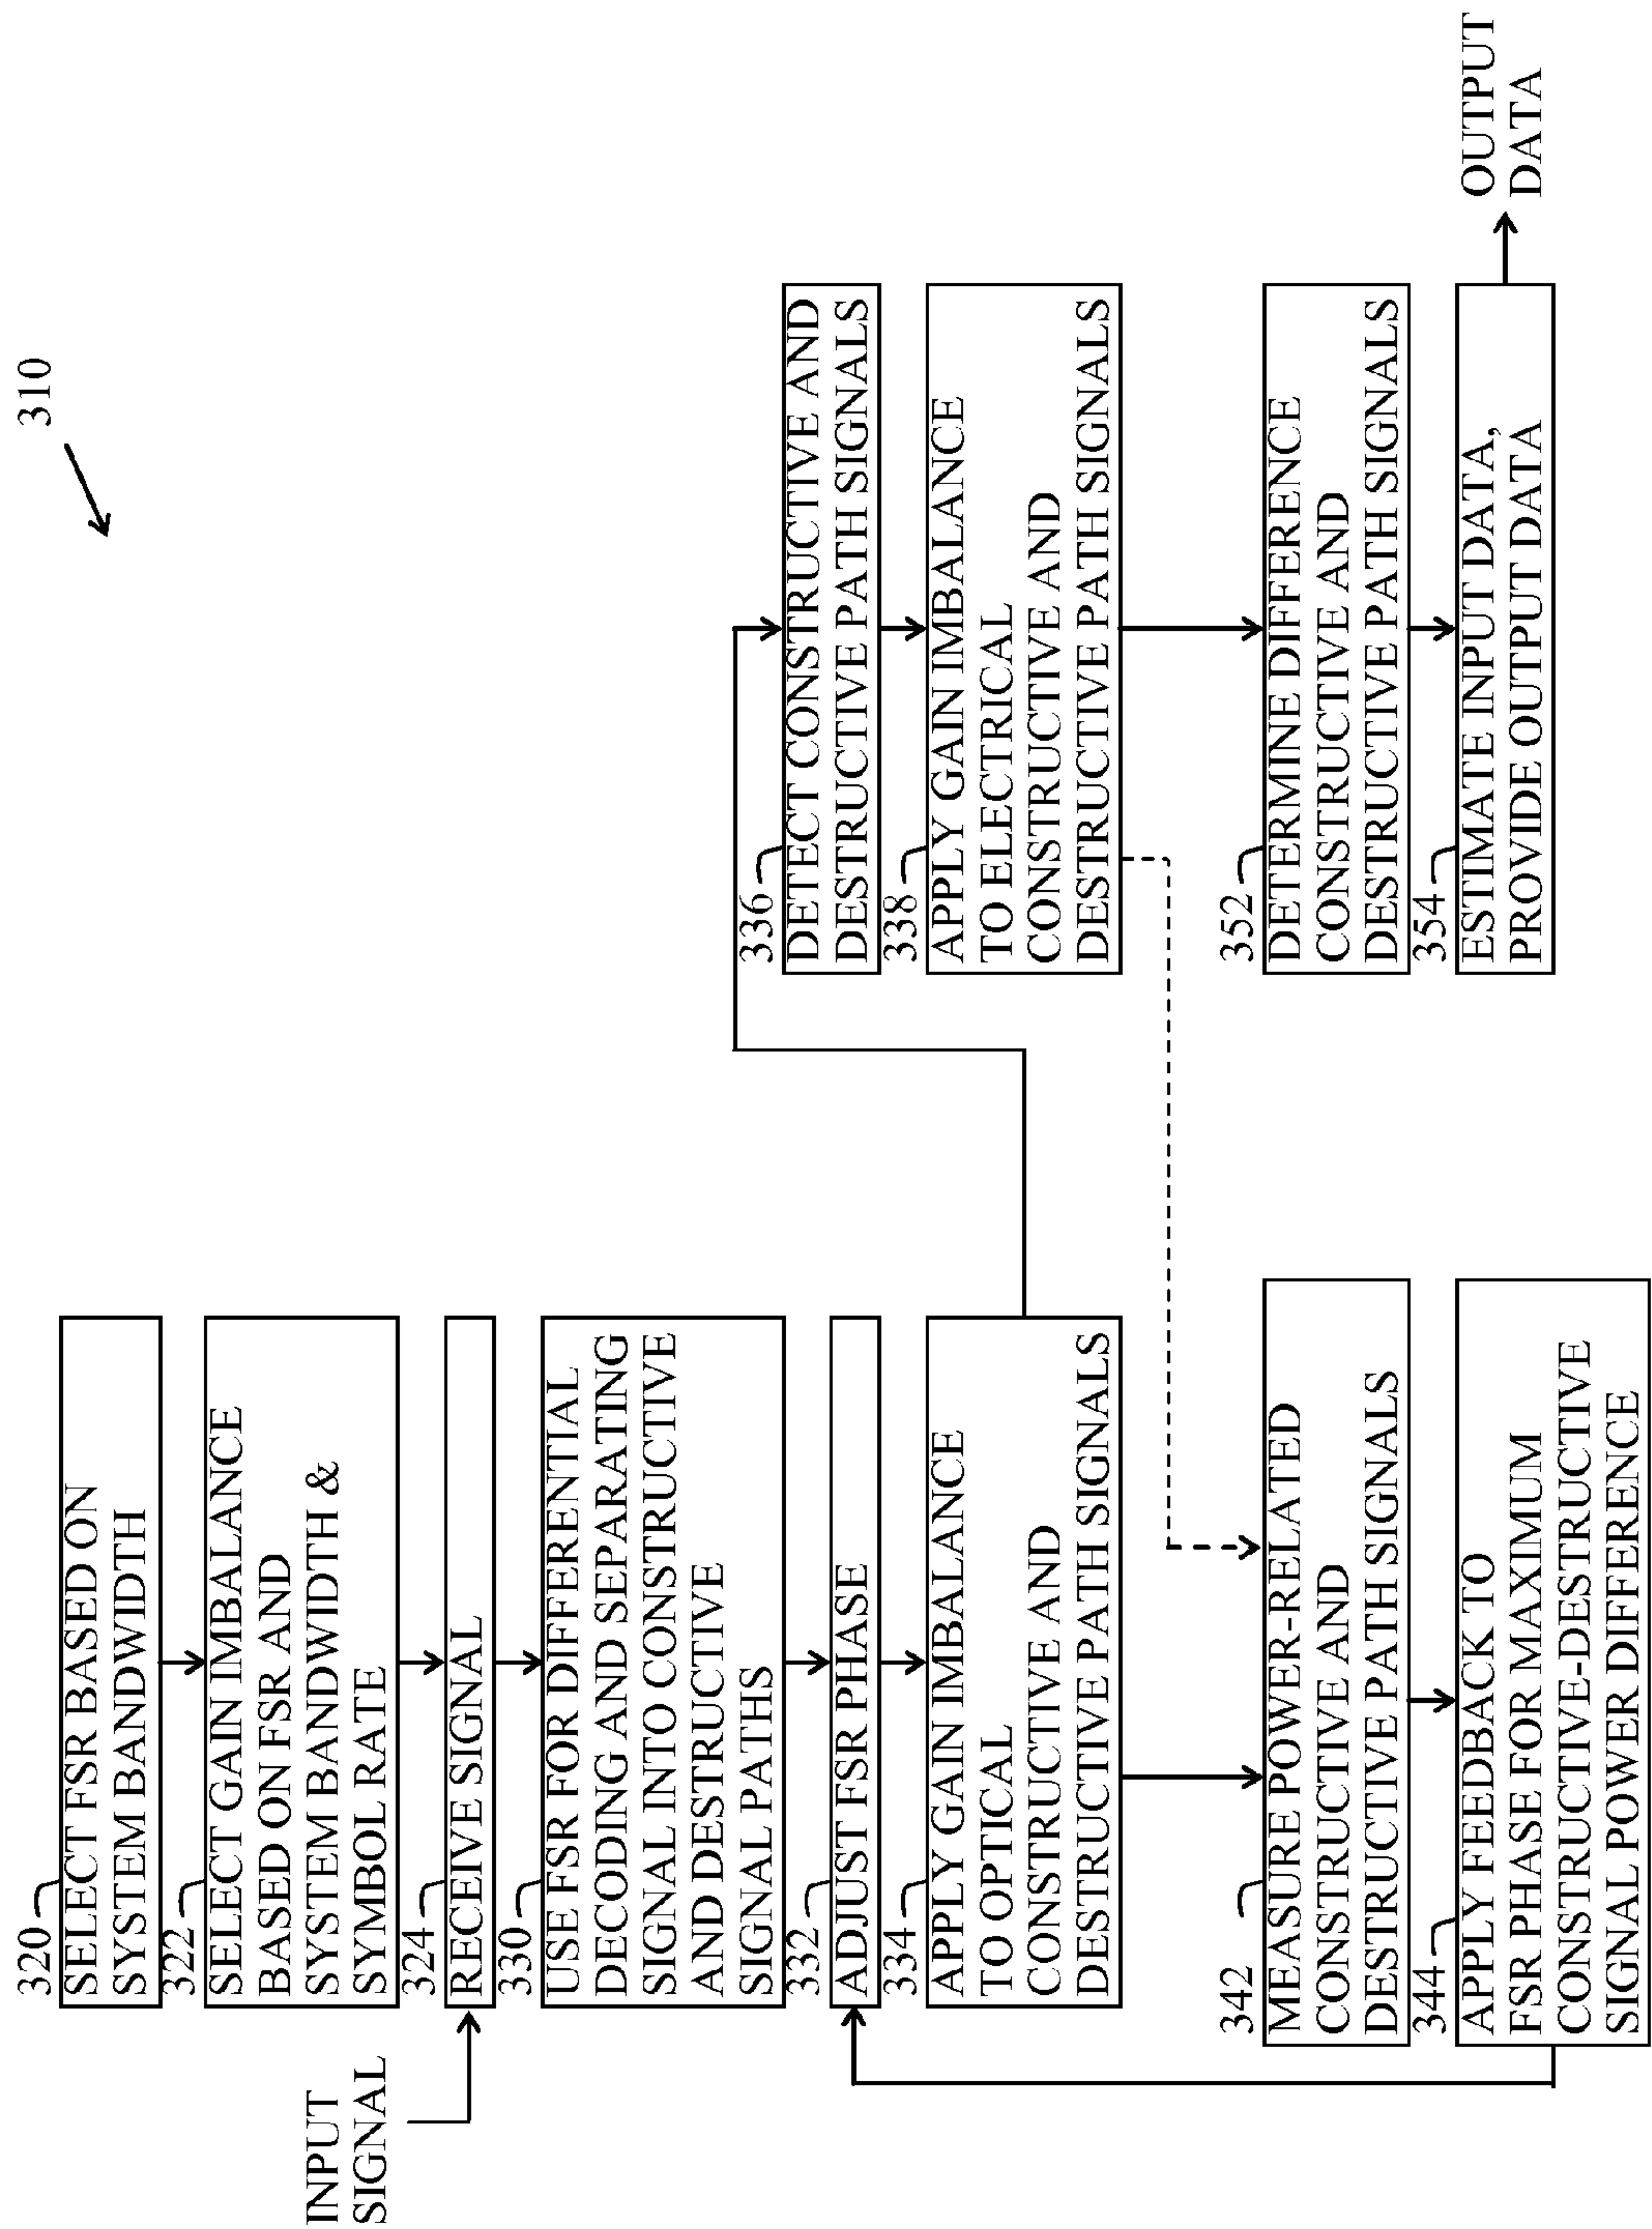 310
320
SELECT FSR BASED ON
SYSTEM BANDWIDTH
322
SELECT GAIN IMBALANCE
BASED ON FSR AND
SYSTEM BANDWIDTH &
SYMBOL RATE
INPUT
SIGNAL
324
RECEIVE SIGNAL
330
USE FSR FOR DIFFERENTIAL
DECODING AND SEPARATING
SIGNAL INTO CONSTRUCTIVE
AND DESTRUCTIVE
SIGNAL PATHS
332
ADJUST FSR PHASE
334
APPLY GAIN IMBALANCE
TO OPTICAL
CONSTRUCTIVE AND
DESTRUCTIVE PATH SIGNALS
342
MEASURE POWER-RELATED
CONSTRUCTIVE AND
DESTRUCTIVE PATH SIGNALS
344
APPLY FEEDBACK TO
FSR PHASE FOR MAXIMUM
CONSTRUCTIVE-DESTRUCTIVE
SIGNAL POWER DIFFERENCE
336
DETECT CONSTRUCTIVE AND
DESTRUCTIVE PATH SIGNALS
338
APPLY GAIN IMBALANCE
TO ELECTRICAL
CONSTRUCTIVE AND
DESTRUCTIVE PATH SIGNALS
352
DETERMINE DIFFERENCE
CONSTRUCTIVE AND
DESTRUCTIVE PATH SIGNALS
354
ESTIMATE INPUT DATA,
PROVIDE OUTPUT DATA
OUTPUT
DATA